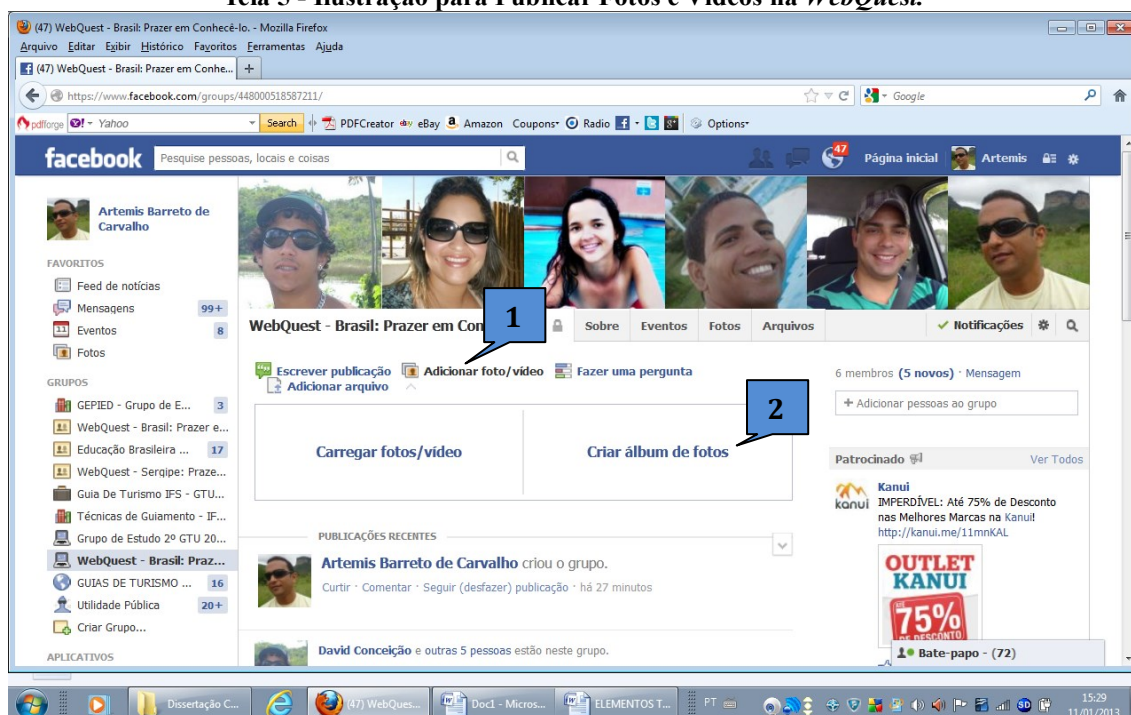 Tela 5 - Ilustração para Publicar Fotos e Vídeos na WebQuest.
(47) WebQuest - Brasil: Prazer em Conhecê-lo. - Mozilla Firefox
Arquivo Editar Exibir Histórico Favoritos Ferramentas Ajuda
(47) WebQuest - Brasil: Prazer em Conhe... +
https://www.facebook.com/groups/448000518587211/
Google
pdfforge Yahoo Search PDFCreator eBay Amazon Coupons Radio Options
facebook Pesquise pessoas, locais e coisas 47 Página inicial Artemis
Artemis Barreto de
Carvalho
FAVORITOS
Feed de notícias
Mensagens 99+
Eventos 8
Fotos
GRUPOS
GEPIED - Grupo de E... 3
WebQuest - Brasil: Prazer e...
Educação Brasileira ... 17
WebQuest - Sergipe: Praze...
Guia De Turismo IFS - GTU...
Técnicas de Guiamento - IF...
Grupo de Estudo 2º GTU 20...
WebQuest - Brasil: Praz...
GUIAS DE TURISMO ... 16
Utilidade Pública 20+
Criar Grupo...
APLICATIVOS
WebQuest - Brasil: Prazer em Con
1
Sobre Eventos Fotos Arquivos
Notificações
Escrever publicação Adicionar foto/vídeo Fazer uma pergunta
Adicionar arquivo
2
Carregar fotos/vídeo Criar álbum de fotos
PUBLICAÇÕES RECENTES
Artemis Barreto de Carvalho criou o grupo.
Curtir · Comentar · Seguir (desfazer) publicação · há 27 minutos
David Conceição e outras 5 pessoas estão neste grupo.
6 membros (5 novos) · Mensagem
+ Adicionar pessoas ao grupo
Patrocinado Ver Todos
kanui
Kanui
IMPERDÍVEL: Até 75% de Desconto
nas Melhores Marcas na Kanui!
http://kanui.me/11mnKAL
OUTLET
KANUI
ATÉ
75%
DE DESCONTO
Bate-papo - (72)
Dissertação C... (47) WebQues... Doc1 - Micros... ELEMENTOS T... PT
15:29
11/01/2013